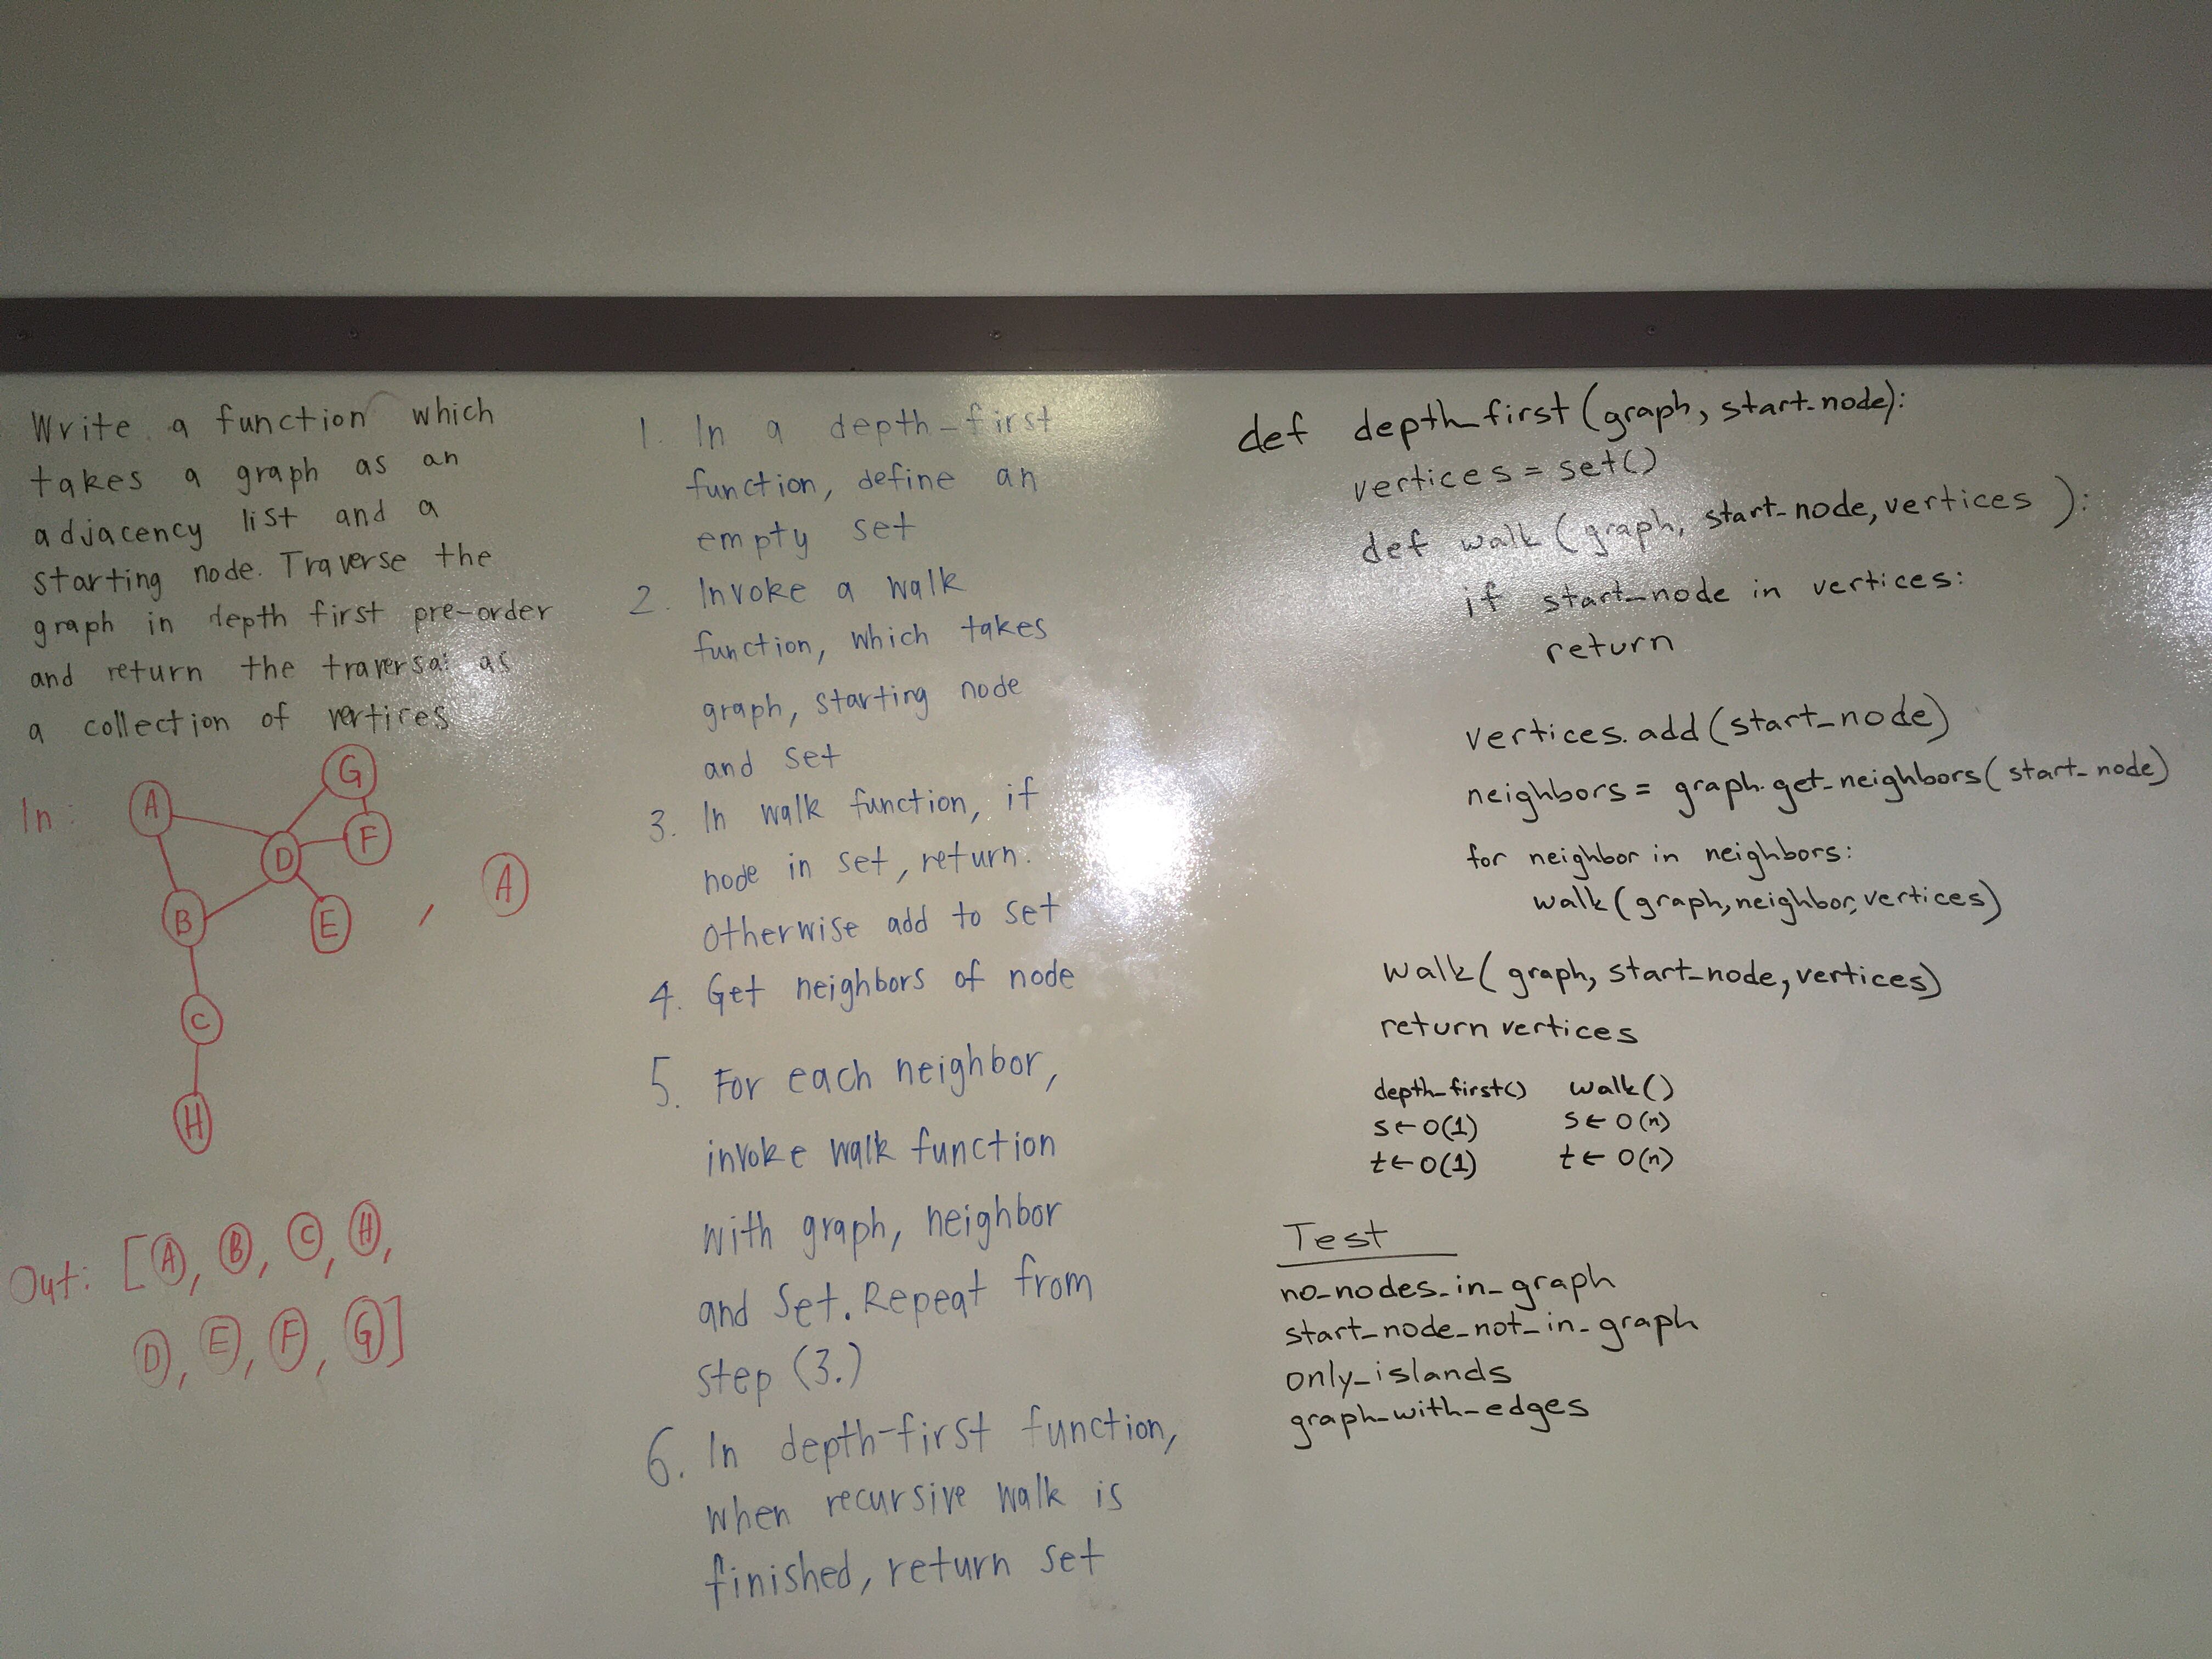 Write a function which
takes a graph as an
adjacency list and a
starting node. Traverse the
graph in depth first pre-order
and return the traversal as
a collection of vertices
In:
G
A
F
D
A
B
E
,
C
H
Out: [A, B, C, H,
D, E, F, G]
1. In a depth-first
function, define an
empty set
2. Invoke a walk
function, which takes
graph, starting node
and set
3. In walk function, if
node in set, return.
otherwise add to set
4. Get neighbors of node
5. For each neighbor,
invoke walk function
with graph, neighbor
and set. Repeat from
step (3.)
6. In depth-first function,
when recursive walk is
finished, return set
def depth_first(graph, start_node):
vertices = set()
def walk(graph, start_node, vertices):
if start_node in vertices:
return
vertices.add(start_node)
neighbors = graph.get_neighbors(start_node)
for neighbor in neighbors:
walk(graph, neighbor, vertices)
walk(graph, start_node, vertices)
return vertices
depth_first() walk()
s ← O(1) s ← O(n)
t ← O(1) t ← O(n)
Test
no_nodes_in_graph
start_node_not_in_graph
only_islands
graph_with_edges